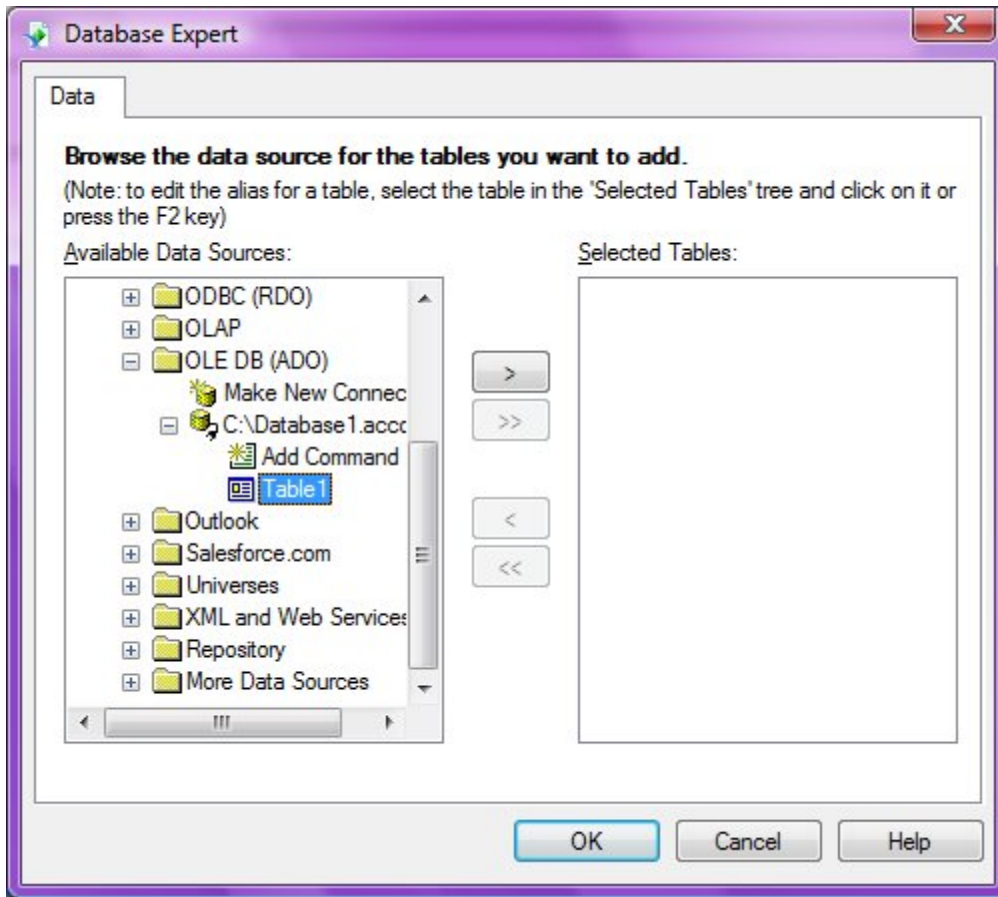 Database Expert
Data
Browse the data source for the tables you want to add.
(Note: to edit the alias for a table, select the table in the 'Selected Tables' tree and click on it or
press the F2 key)
Available Data Sources:
Selected Tables:
ODBC (RDO)
OLAP
OLE DB (ADO)
Make New Connec
C:\Database1.accc
Add Command
Table1
Outlook
Salesforce.com
Universes
XML and Web Services
Repository
More Data Sources
>
>>
<
<<
OK
Cancel
Help